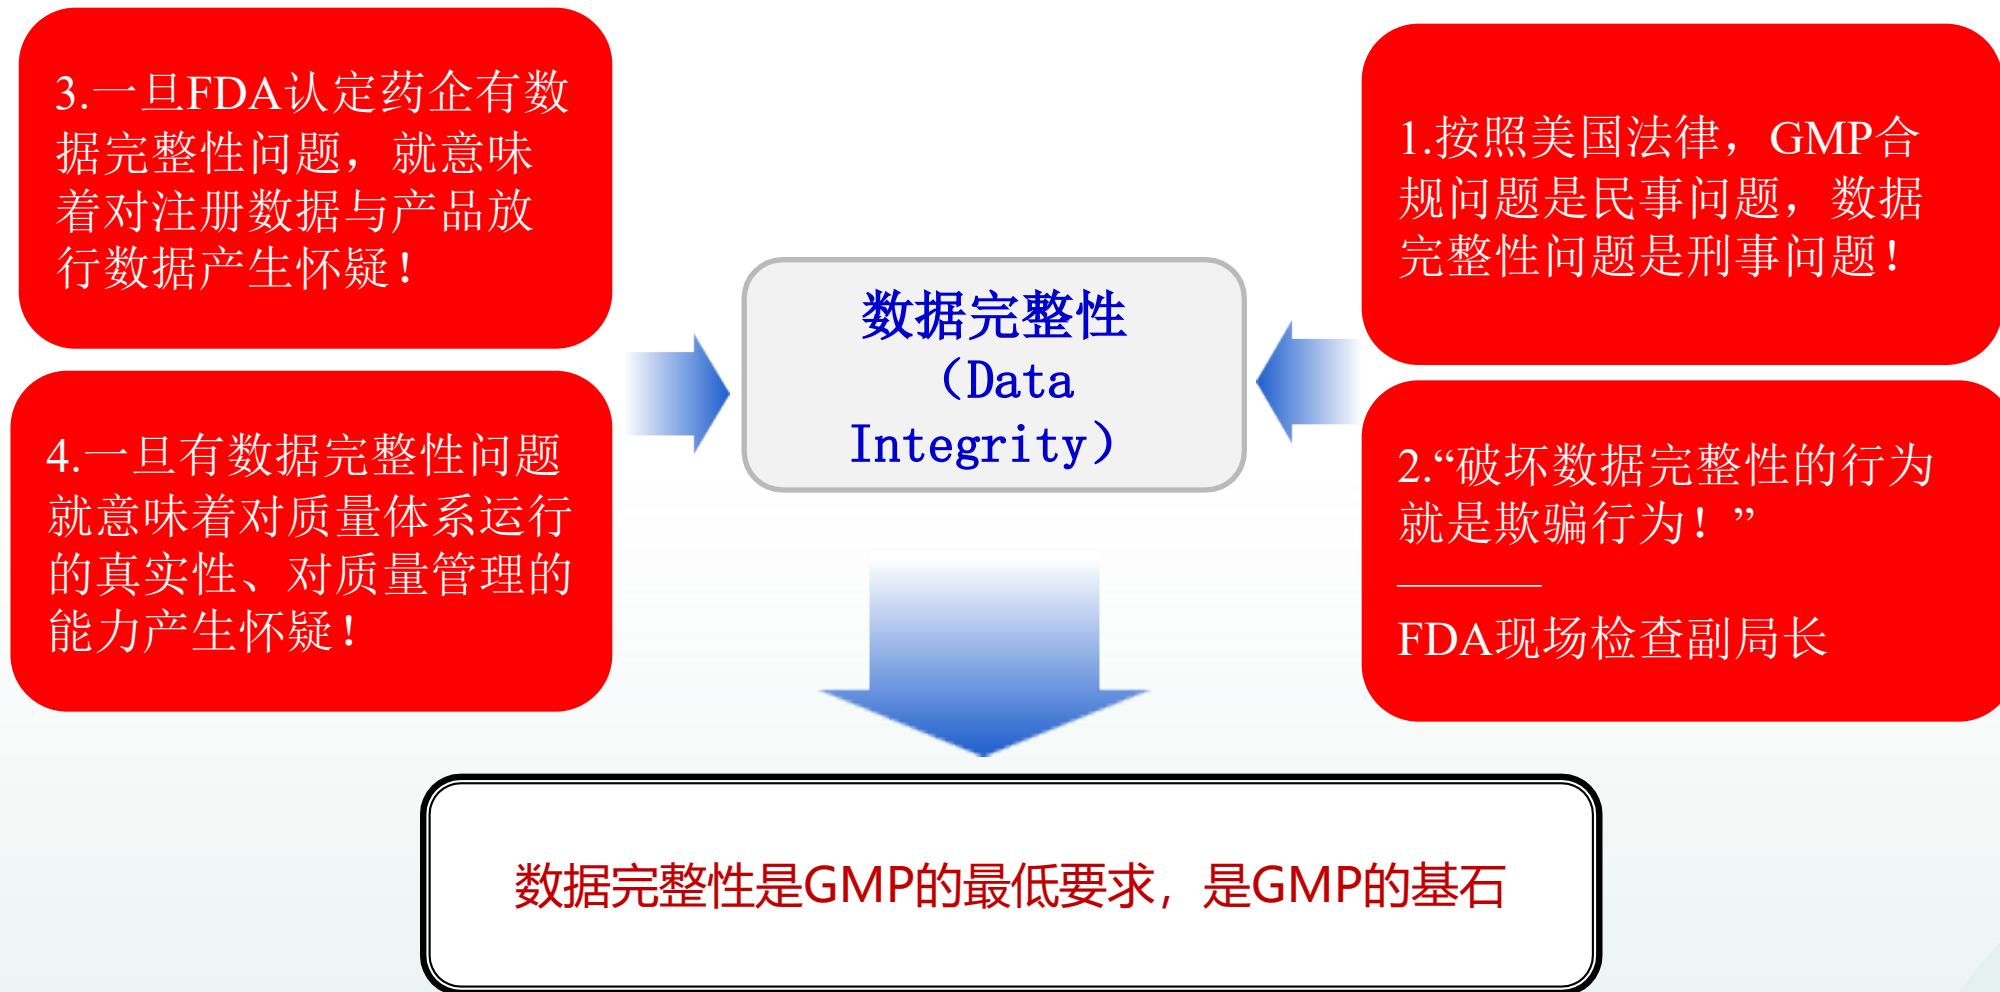 3.一旦FDA认定药企有数
据完整性问题，就意味
着对注册数据与产品放
行数据产生怀疑！
4.一旦有数据完整性问题
就意味着对质量体系运行
的真实性、对质量管理的
能力产生怀疑！
数据完整性
（Data
Integrity）
1.按照美国法律，GMP合
规问题是民事问题，数据
完整性问题是刑事问题！
2.“破坏数据完整性的行为
就是欺骗行为！”
———
FDA现场检查副局长
数据完整性是GMP的最低要求，是GMP的基石